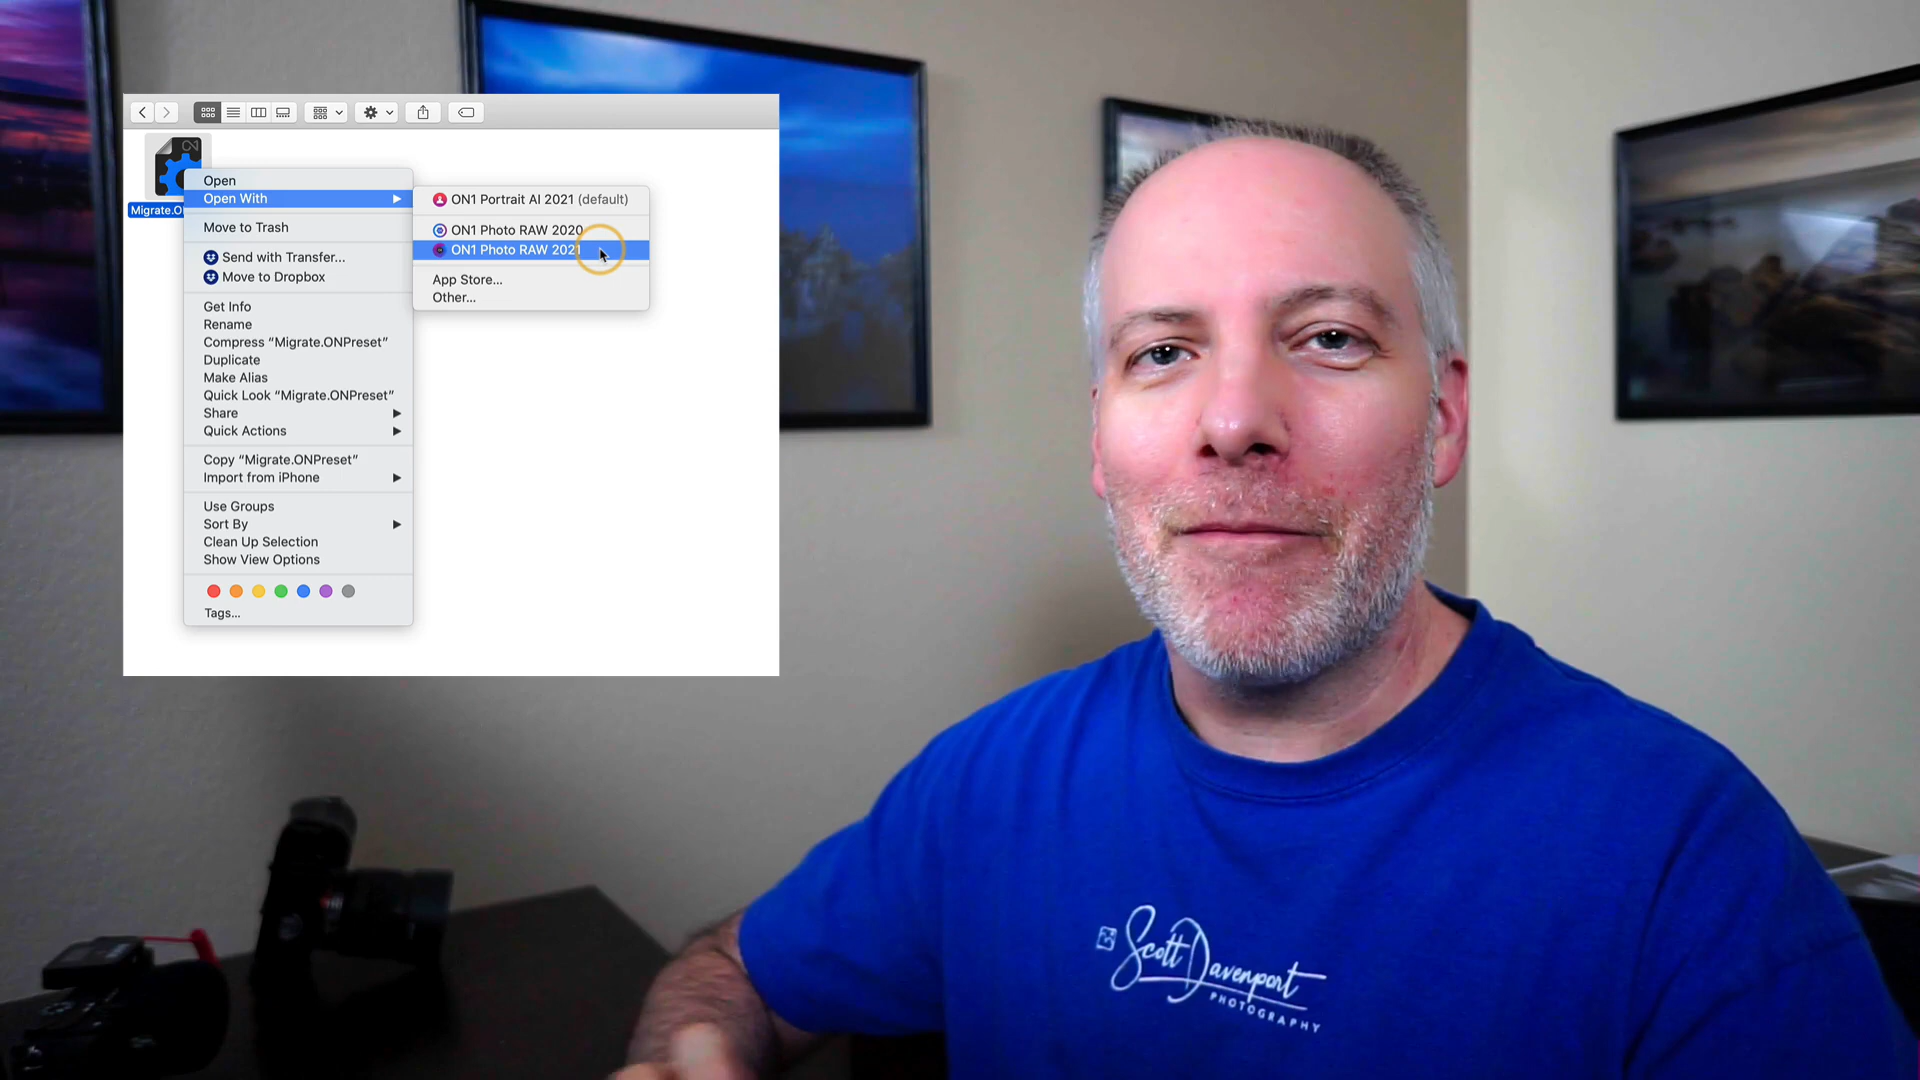 Migrate.O
Open
Open With
Move to Trash
Send with Transfer...
Move to Dropbox
Get Info
Rename
Compress “Migrate.ONPreset”
Duplicate
Make Alias
Quick Look “Migrate.ONPreset”
Share
Quick Actions
Copy “Migrate.ONPreset”
Import from iPhone
Use Groups
Sort By
Clean Up Selection
Show View Options
Tags...
ON1 Portrait AI 2021 (default)
ON1 Photo RAW 2020
ON1 Photo RAW 2021
App Store...
Other...
Scott Davenport
PHOTOGRAPHY